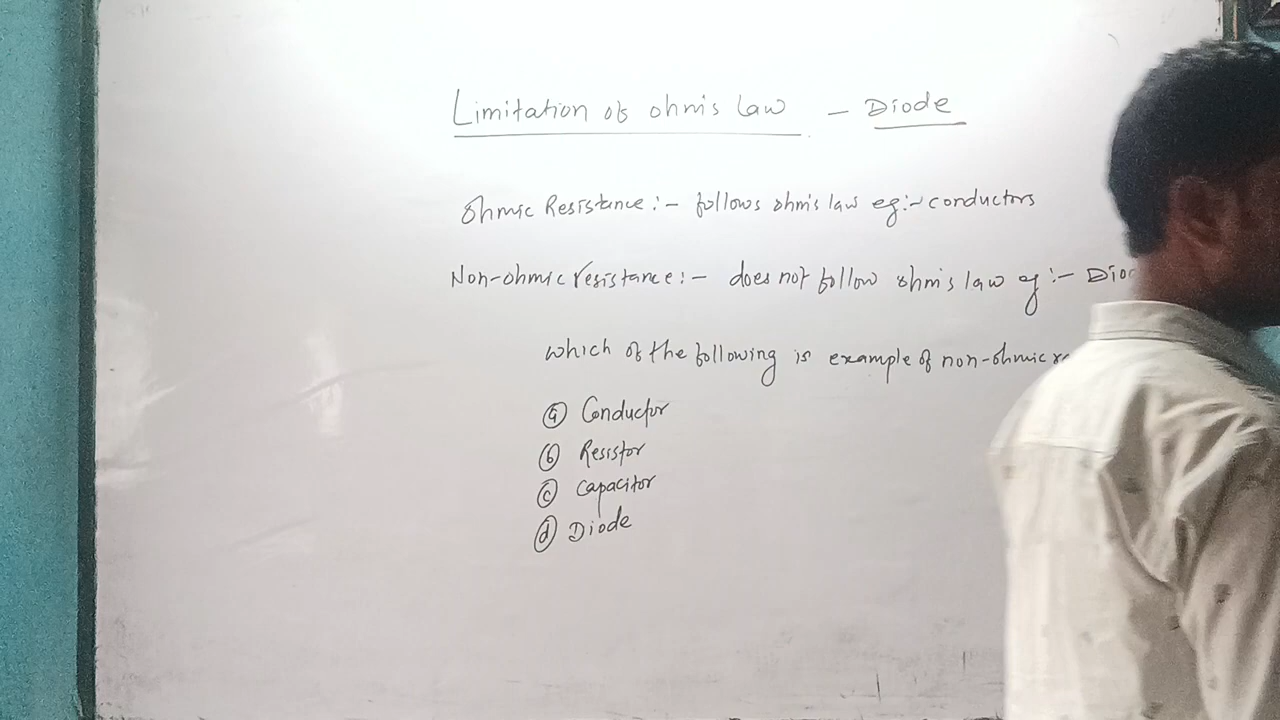 Limitation of ohm's law - Diode
Ohmic Resistance :- follows ohm's law eg:- conductors
Non-ohmic resistance :- does not follow ohm's law eg :-
which of the following is example of non-ohmic
(a) Conductor
(b) Resistor
(c) Capacitor
(d) Diode